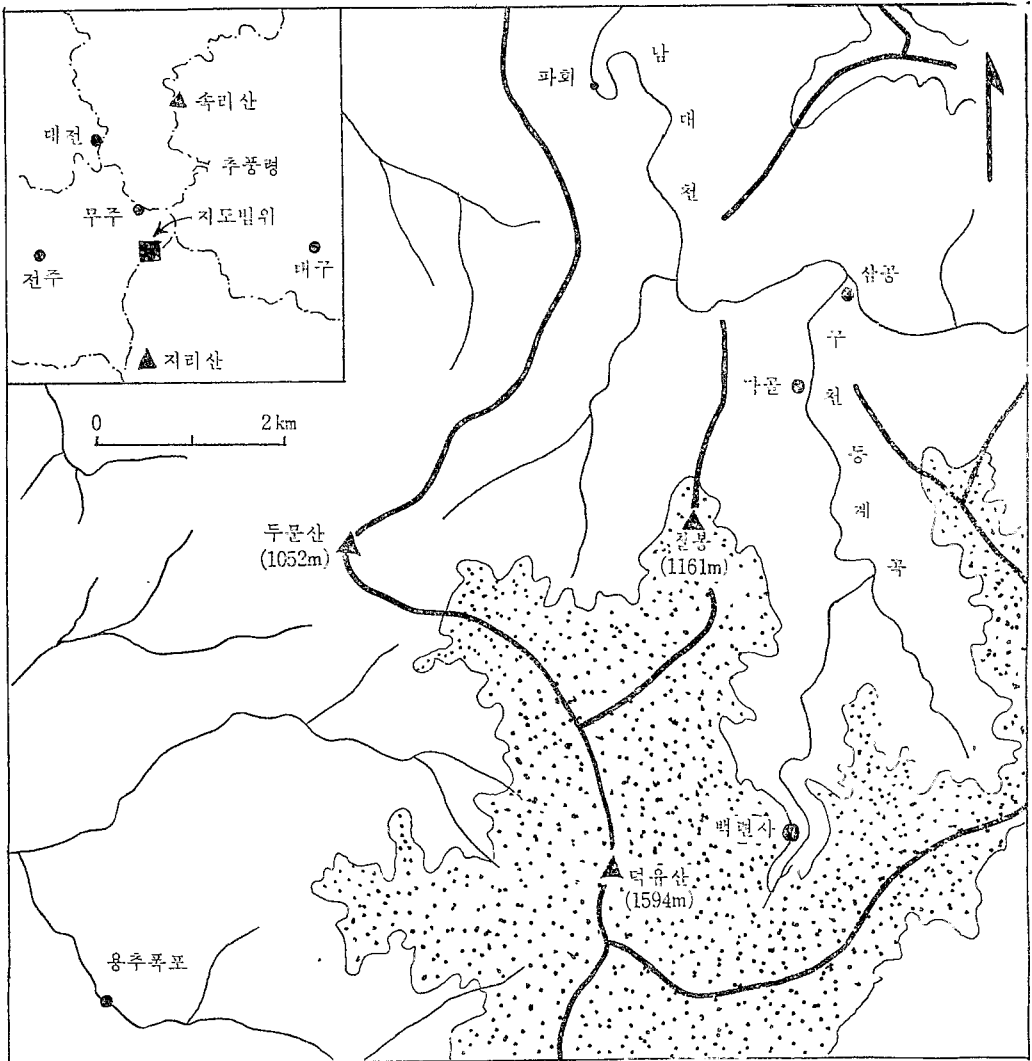 속리산
대전
추풍령
무주
지도범위
전주
대구
지리산
0 2 km
파회
남
대
천
삼공
구
천
동
계
곡
두문산
(1052m)
칠봉
(1161m)
백련사
덕유산
(1594m)
용추폭포